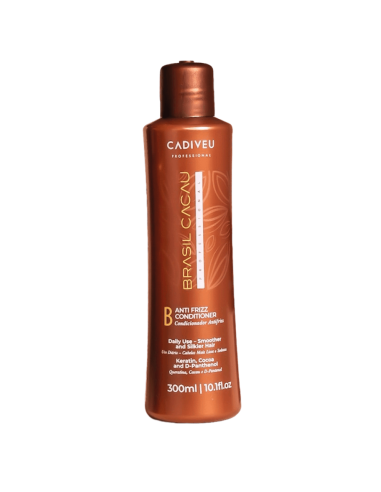 CADIVEU
PROFESSIONAL
BRASIL CACAU
PROFESSIONAL
B ANTI FRIZZ
CONDITIONER
Condicionador Antifrizz
Daily Use – Smoother
and Silkier Hair
Uso Diário – Cabelos Mais Lisos e Sedosos
Keratin, Cocoa
and D-Panthenol
Queratina, Cacau e D-Pantenol
300ml | 10.1fl.oz